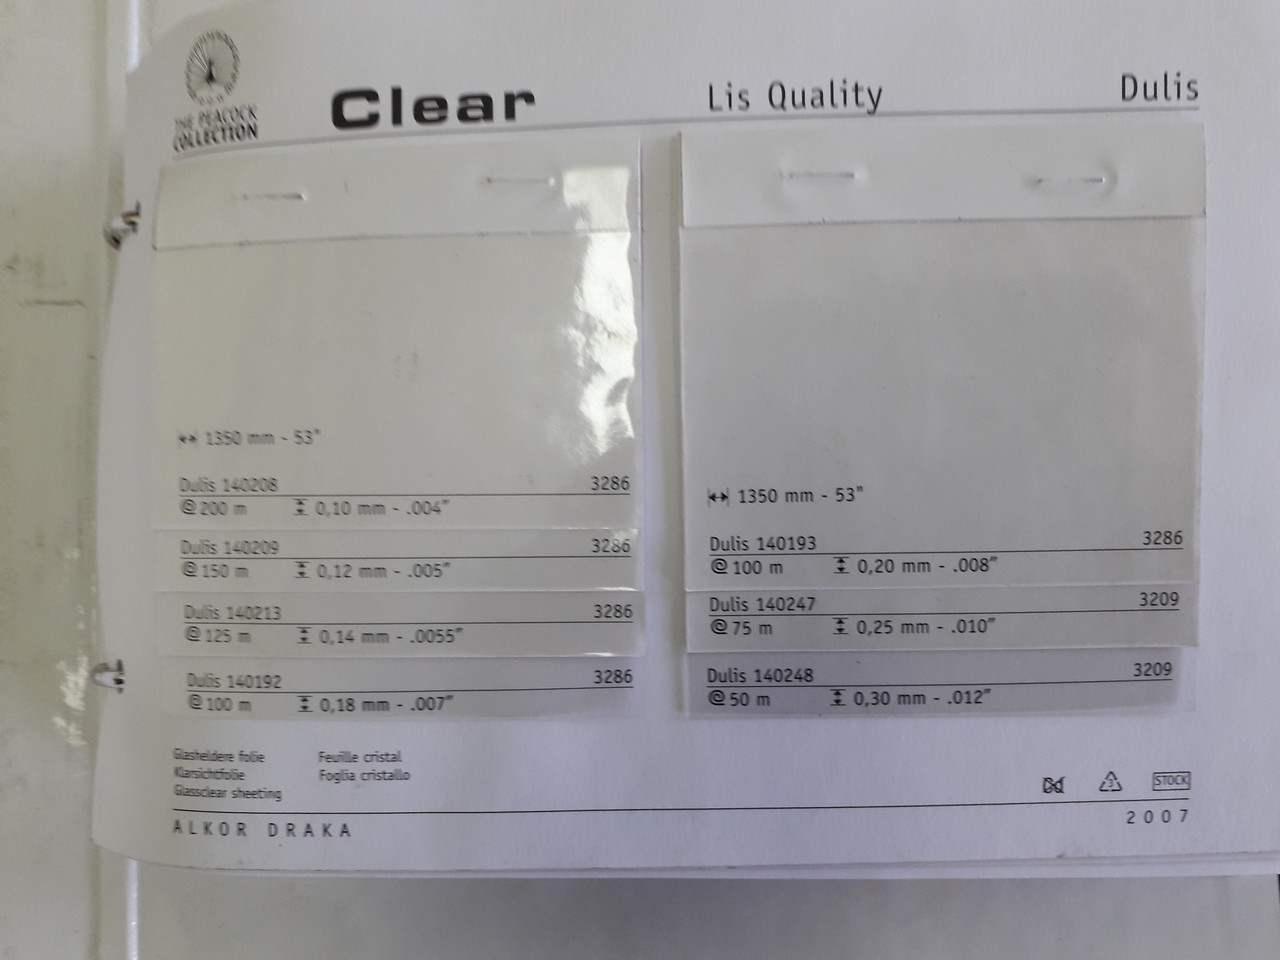 THE PEACOCK
COLLECTION
Clear
Lis Quality
Dulis
1350 mm - 53"
Dulis 140208 3286
200 m 0,10 mm - .004"
Dulis 140209 3286
150 m 0,12 mm - .005"
Dulis 140213 3286
125 m 0,14 mm - .0055"
Dulis 140192 3286
100 m 0,18 mm - .007"
1350 mm - 53"
Dulis 140193 3286
100 m 0,20 mm - .008"
Dulis 140247 3209
75 m 0,25 mm - .010"
Dulis 140248 3209
50 m 0,30 mm - .012"
Glasheldere folie Feuille cristal
Klarsichtfolie Foglia cristallo
Glassclear sheeting
3
STOCK
ALKOR DRAKA
2007